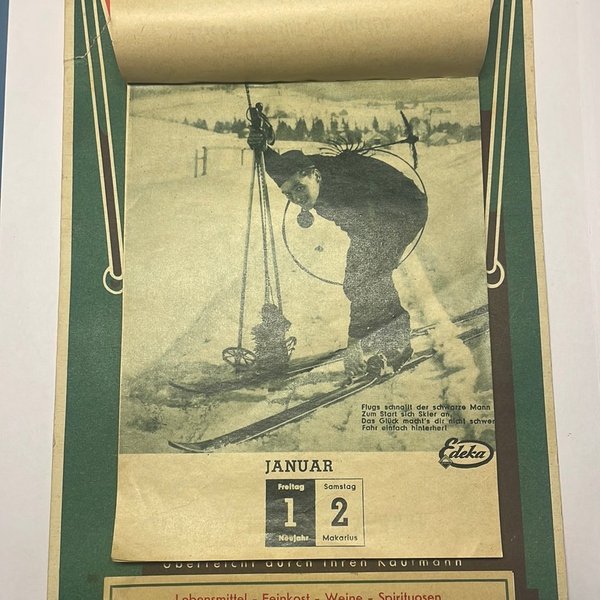 Flugs schnallt der schwarze Mann
Zum Start sich Skier an.
Das Glück macht's dir nicht schwer
Fahr einfach hinterher!
Edeka
JANUAR
Freitag Samstag
1 2
Neujahr Makarius
Überreicht durch Ihren Kaufmann
Lebensmittel - Feinkost - Weine - Spirituosen